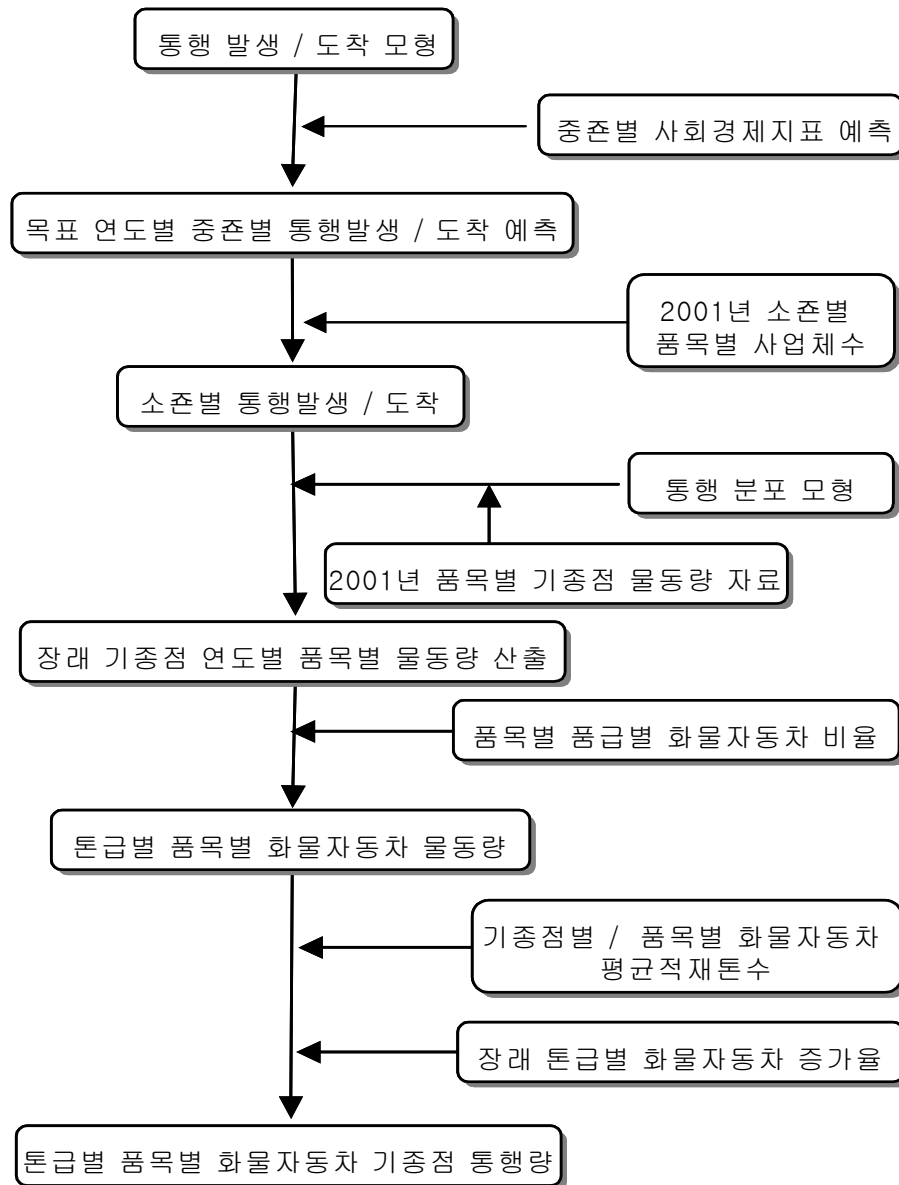 통행 발생 / 도착 모형
중죤별 사회경제지표 예측
목표 연도별 중죤별 통행발생 / 도착 예측
2001년 소죤별
품목별 사업체수
소죤별 통행발생 / 도착
통행 분포 모형
2001년 품목별 기종점 물동량 자료
장래 기종점 연도별 품목별 물동량 산출
품목별 품급별 화물자동차 비율
톤급별 품목별 화물자동차 물동량
기종점별 / 품목별 화물자동차
평균적재톤수
장래 톤급별 화물자동차 증가율
톤급별 품목별 화물자동차 기종점 통행량